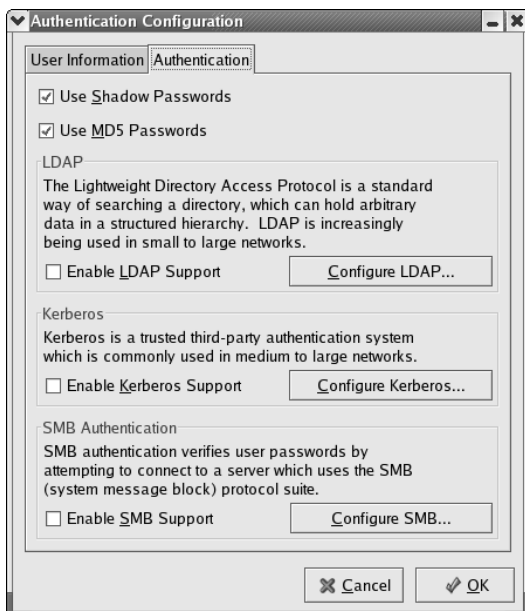 Authentication Configuration
User Information Authentication
Use Shadow Passwords
Use MD5 Passwords
LDAP
The Lightweight Directory Access Protocol is a standard
way of searching a directory, which can hold arbitrary
data in a structured hierarchy. LDAP is increasingly
being used in small to large networks.
Enable LDAP Support Configure LDAP...
Kerberos
Kerberos is a trusted third-party authentication system
which is commonly used in medium to large networks.
Enable Kerberos Support Configure Kerberos...
SMB Authentication
SMB authentication verifies user passwords by
attempting to connect to a server which uses the SMB
(system message block) protocol suite.
Enable SMB Support Configure SMB...
Cancel OK